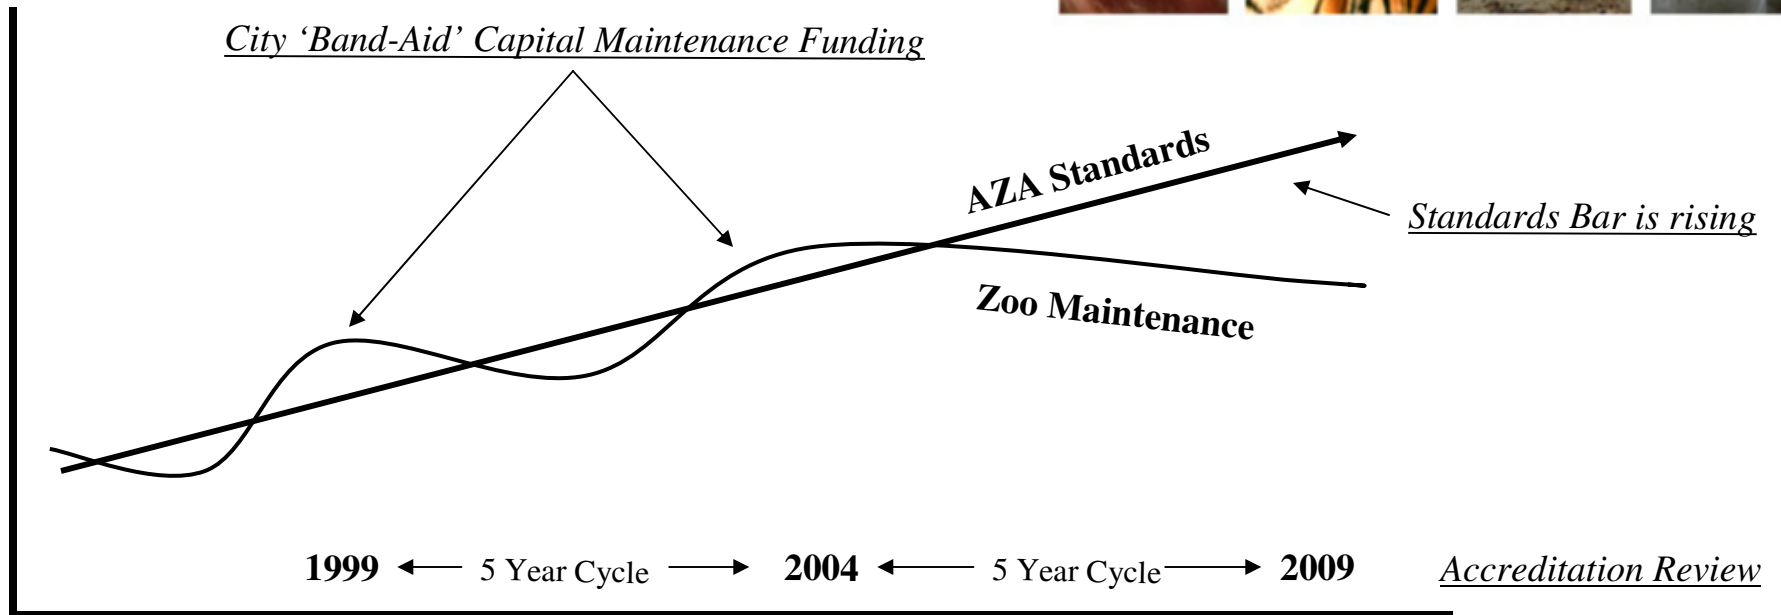 City ‘Band-Aid’ Capital Maintenance Funding
AZA Standards
Standards Bar is rising
Zoo Maintenance
1999 5 Year Cycle 2004 5 Year Cycle 2009 Accreditation Review